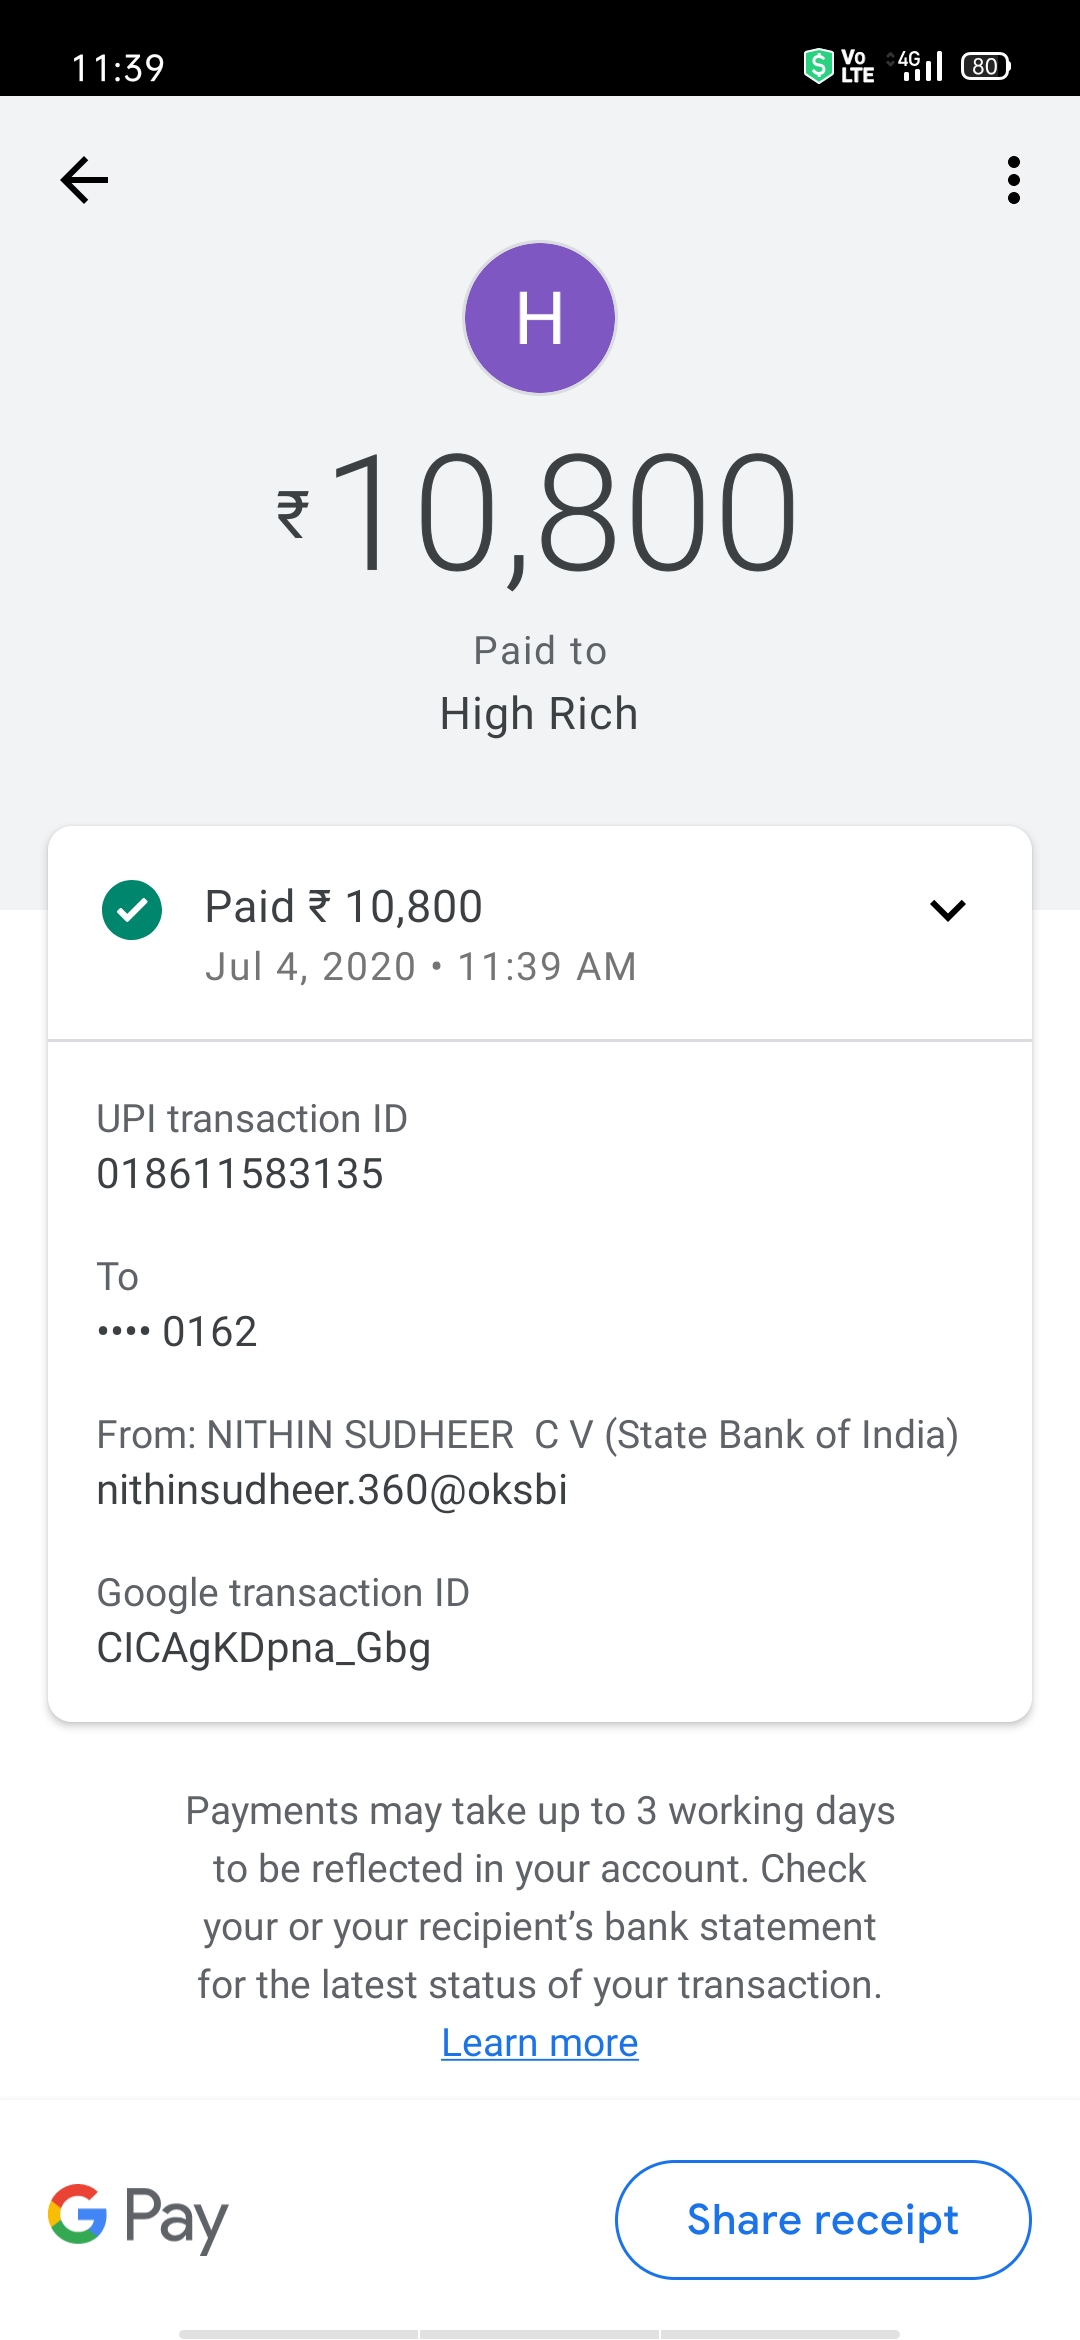 11:39
Vo LTE 4G 80
H
₹10,800
Paid to
High Rich
Paid ₹ 10,800
Jul 4, 2020 • 11:39 AM
UPI transaction ID
018611583135
To
•••• 0162
From: NITHIN SUDHEER  C V (State Bank of India)
nithinsudheer.360@oksbi
Google transaction ID
CICAgKDpna_Gbg
Payments may take up to 3 working days
to be reflected in your account. Check
your or your recipient’s bank statement
for the latest status of your transaction.
Learn more
G Pay
Share receipt